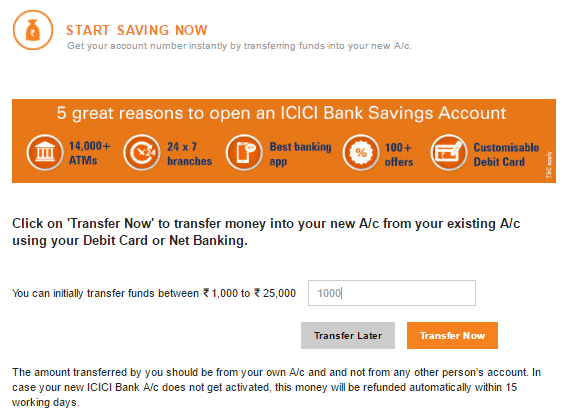 START SAVING NOW
Get your account number instantly by transferring funds into your new A/c.
5 great reasons to open an ICICI Bank Savings Account
14,000+
ATMs
24
24 x 7
branches
Best banking
app
%
100+
offers
Customisable
Debit Card
T&C apply
Click on 'Transfer Now' to transfer money into your new A/c from your existing A/c
using your Debit Card or Net Banking.
You can initially transfer funds between ₹ 1,000 to ₹ 25,000
1000
Transfer Later
Transfer Now
The amount transferred by you should be from your own A/c and and not from any other person's account. In
case your new ICICI Bank A/c does not get activated, this money will be refunded automatically within 15
working days.